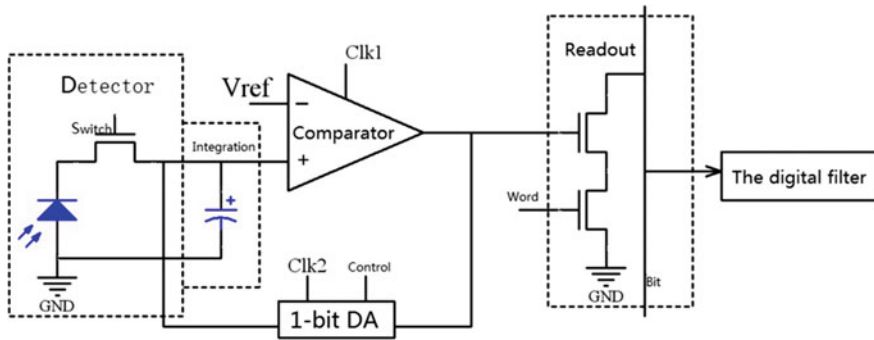 Detector
Switch
Integration
GND
Vref
Clk1
−
Comparator
+
+
Clk2
Control
1-bit DA
Readout
Word
GND
Bit
The digital filter